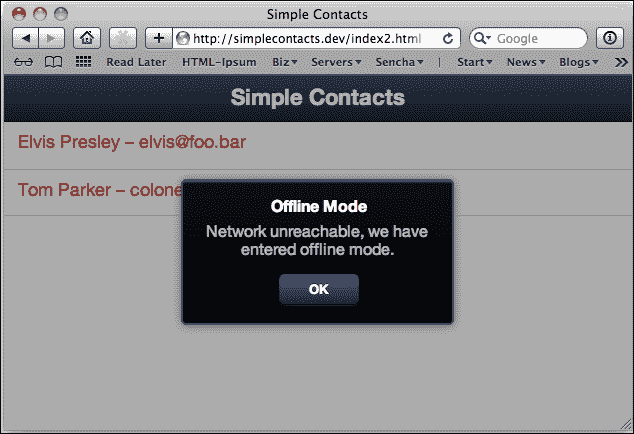 Simple Contacts
http://simplecontacts.dev/index2.html
Google
Read Later HTML-Ipsum Biz Servers Sencha | Start News Blogs »
Simple Contacts
Elvis Presley – elvis@foo.bar
Tom Parker – colone
Offline Mode
Network unreachable, we have
entered offline mode.
OK